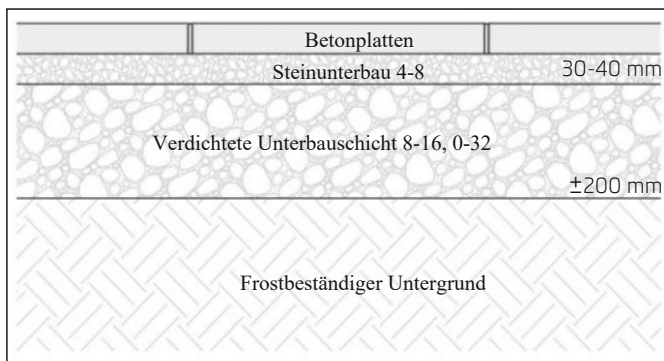 Betonplatten
Steinunterbau 4-8 30-40 mm
Verdichtete Unterbauschicht 8-16, 0-32
±200 mm
Frostbeständiger Untergrund